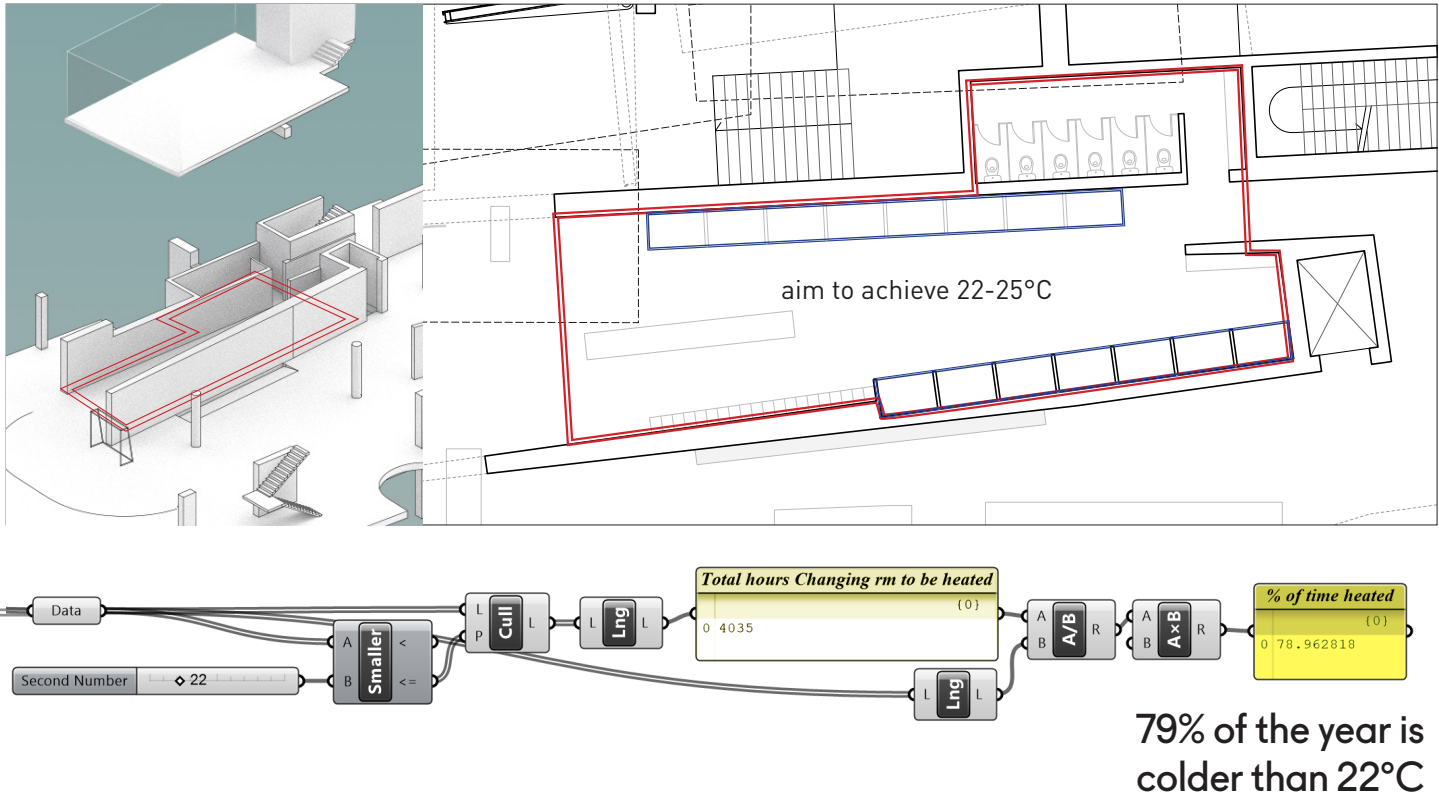 aim to achieve 22-25°C
Total hours Changing rm to be heated
{0}
0 4035
% of time heated
{0}
0 78.962818
Data
L
P
Cull
L
L
Lng
L
A
B
A/B
R
A
B
A×B
R
A
B
Smaller
<
<=
Second Number
22
L
Lng
L
79% of the year is
colder than 22°C